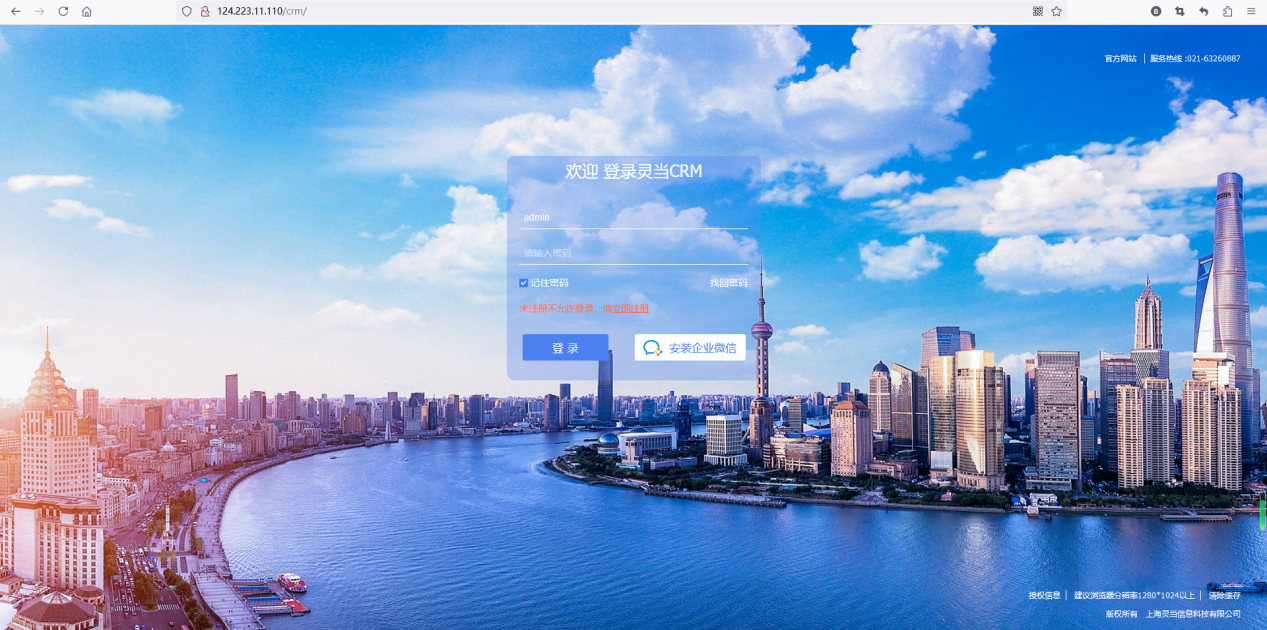 124.223.11.110/crm/
官方网站 | 服务热线 :021-63260887
欢迎 登录灵当CRM
admin
请输入密码
记住密码 找回密码
未注册不允许登录，请立即注册
登 录 安装企业微信
授权信息 | 建议浏览器分辨率1280*1024以上 | 清除缓存
版权所有 上海灵当信息科技有限公司